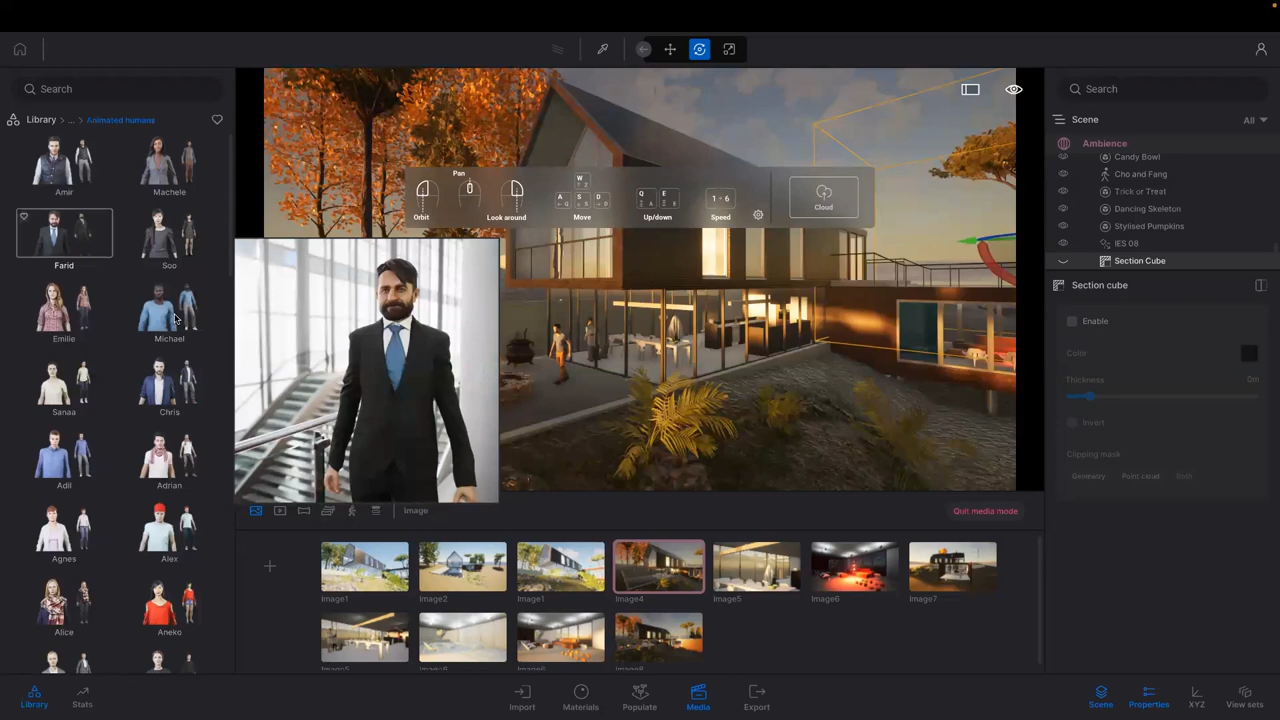 Search
Search
Library > ... > Animated humans
Scene
All
Amir
Machele
Farid
Soo
Emilie
Michael
Sanaa
Chris
Adil
Adrian
Agnes
Alex
Alice
Aneko
Pan
Orbit
Look around
W
A
S
D
Move
Q
E
Up/down
1 - 6
Speed
Cloud
Ambience
Candy Bowl
Cho and Fang
Trick or Treat
Dancing Skeleton
Stylised Pumpkins
IES 08
Section Cube
Section cube
Enable
Color
Thickness
0m
Invert
Clipping mask
Geometry
Point cloud
Both
Image
Quit media mode
Image1
Image2
Image1
Image4
Image5
Image6
Image7
Library
Stats
Import
Materials
Populate
Media
Export
Scene
Properties
XYZ
View sets